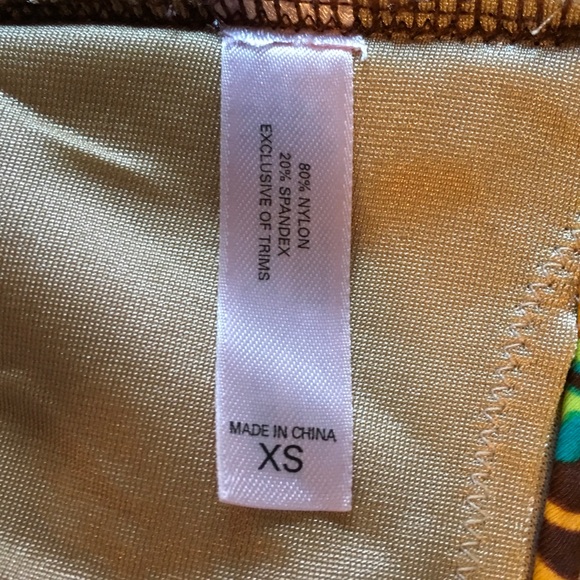 80% NYLON
20% SPANDEX
EXCLUSIVE OF TRIMS
MADE IN CHINA
XS